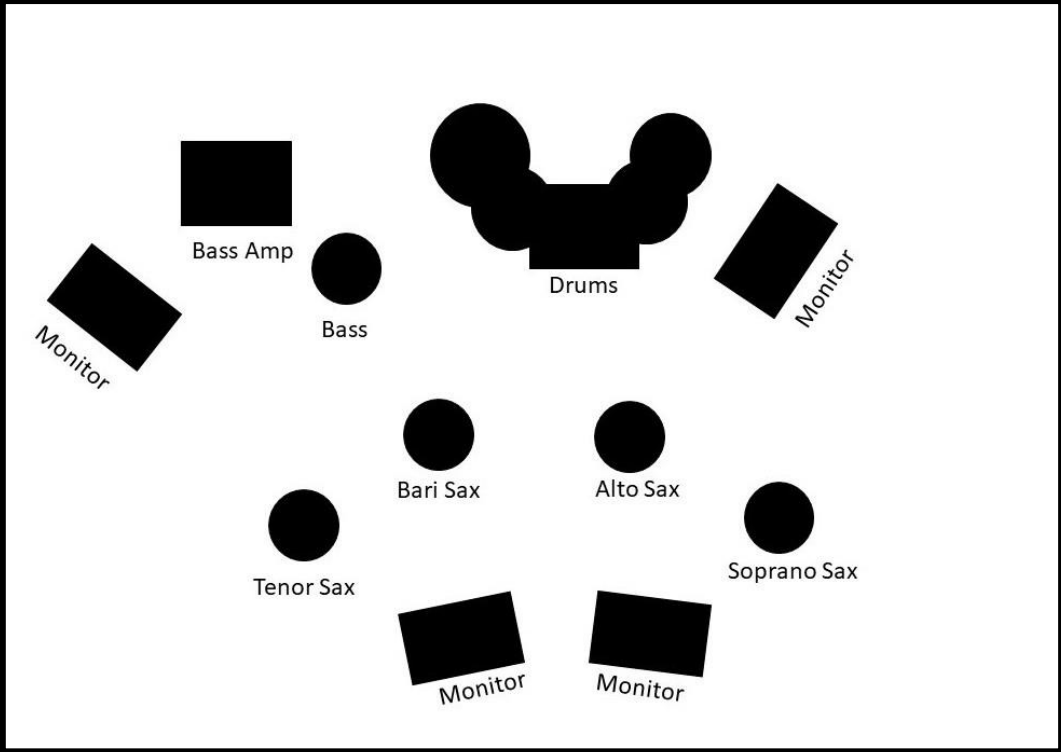 Bass Amp
Drums
Monitor
Bass
Monitor
Bari Sax
Alto Sax
Tenor Sax
Soprano Sax
Monitor
Monitor